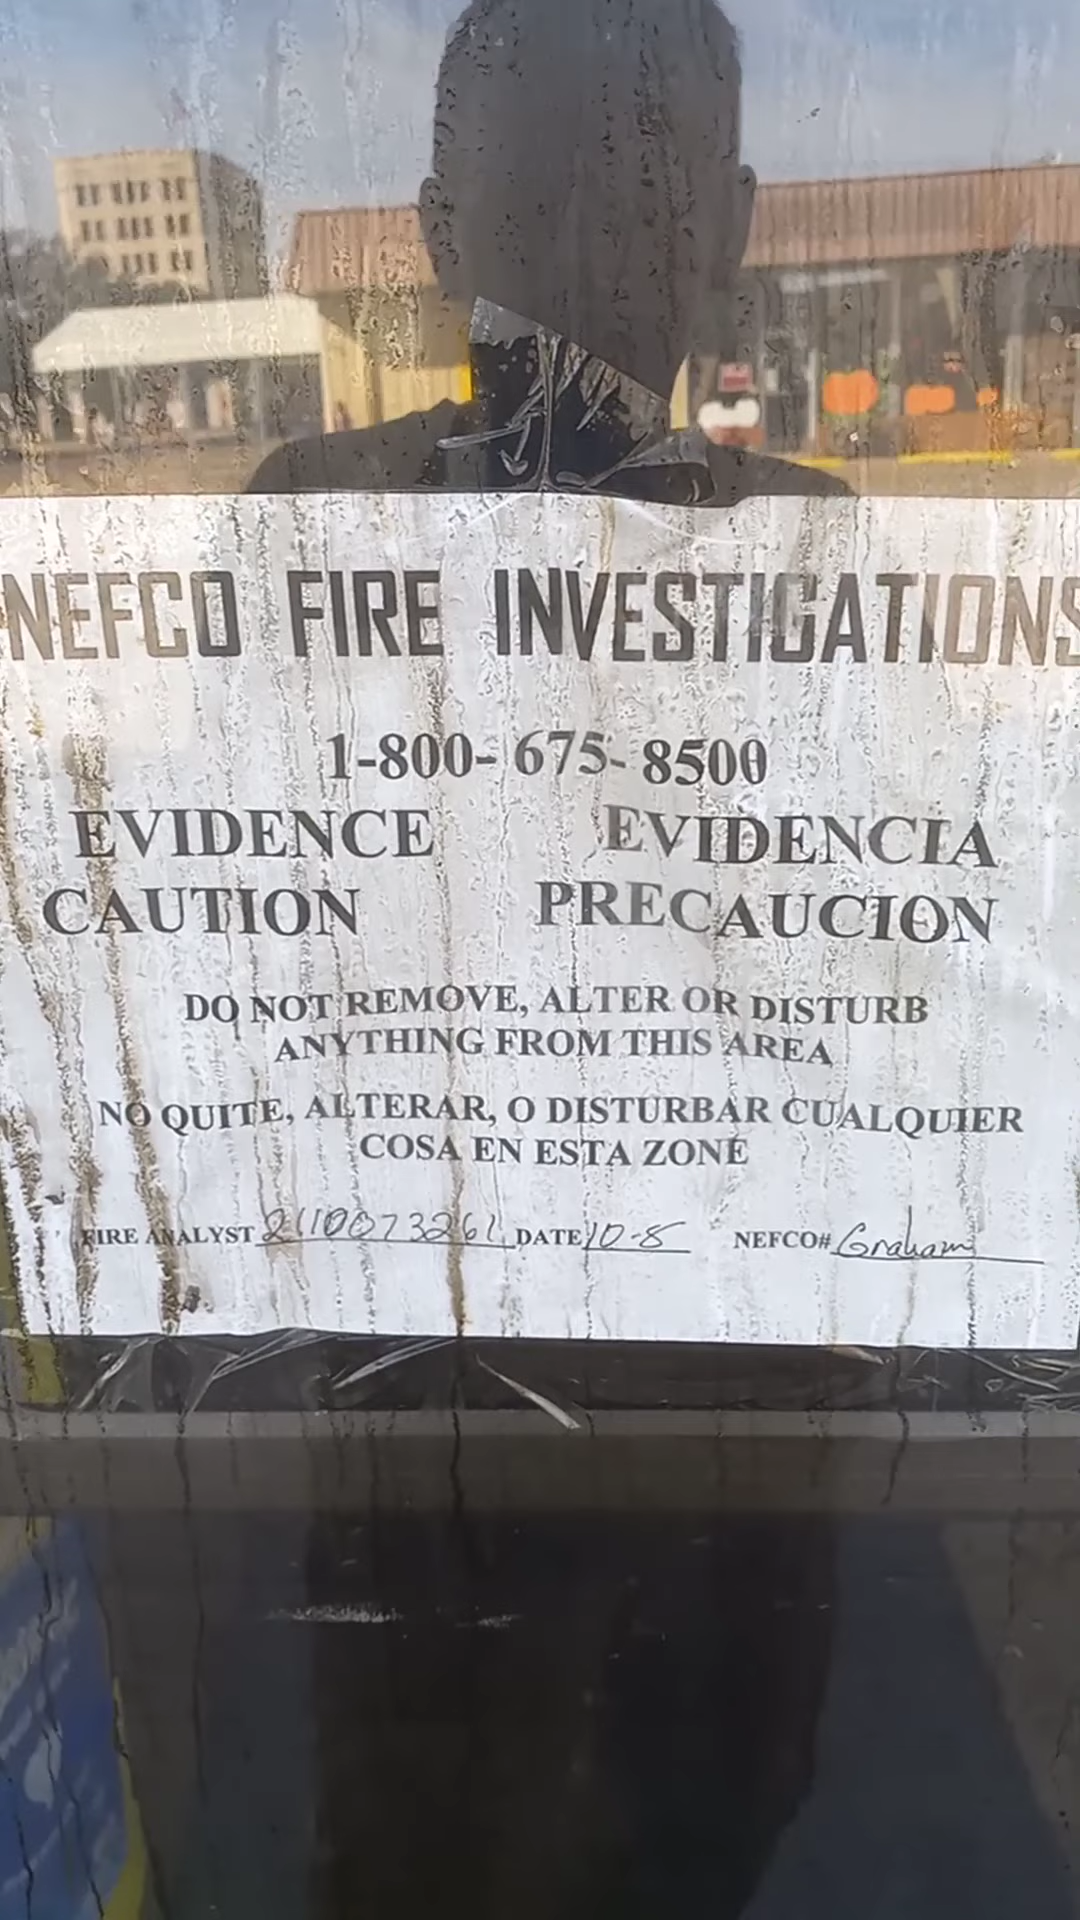 NEFCO FIRE INVESTIGATIONS
1-800-675-8500
EVIDENCE EVIDENCIA
CAUTION PRECAUCION
DO NOT REMOVE, ALTER OR DISTURB
ANYTHING FROM THIS AREA
NO QUITE, ALTERAR, O DISTURBAR CUALQUIER
COSA EN ESTA ZONE
FIRE ANALYST 2110073261 DATE 10-8 NEFCO# Graham